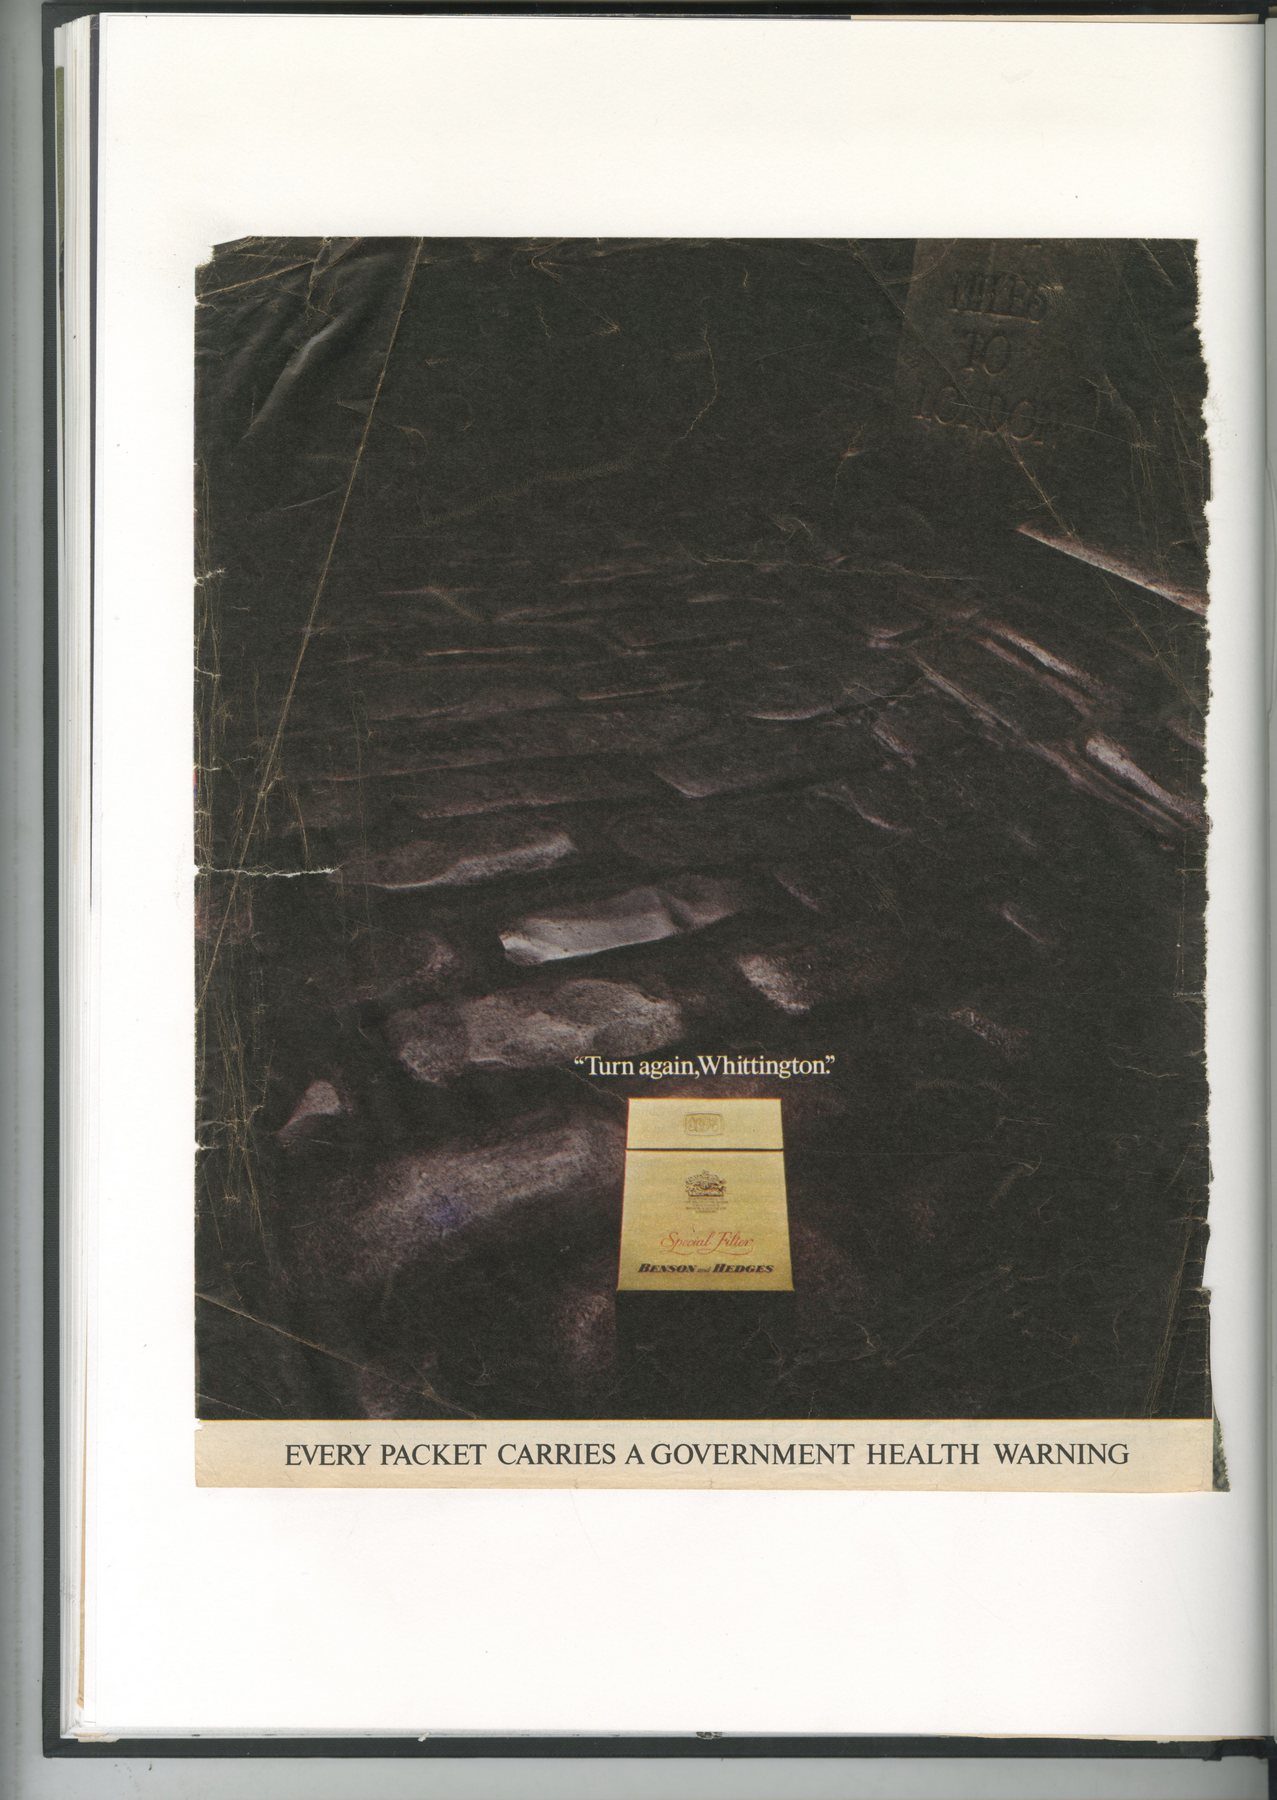 MILES
TO
LONDON
“Turn again, Whittington.”
Special Filter
BENSON and HEDGES
EVERY PACKET CARRIES A GOVERNMENT HEALTH WARNING